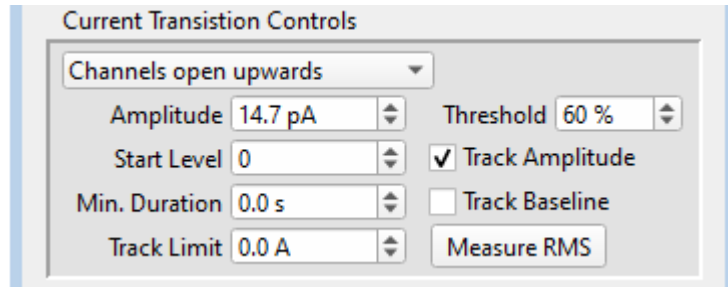 Current Transistion Controls
Channels open upwards
Amplitude 14.7 pA Threshold 60 %
Start Level 0 Track Amplitude
Min. Duration 0.0 s Track Baseline
Track Limit 0.0 A Measure RMS